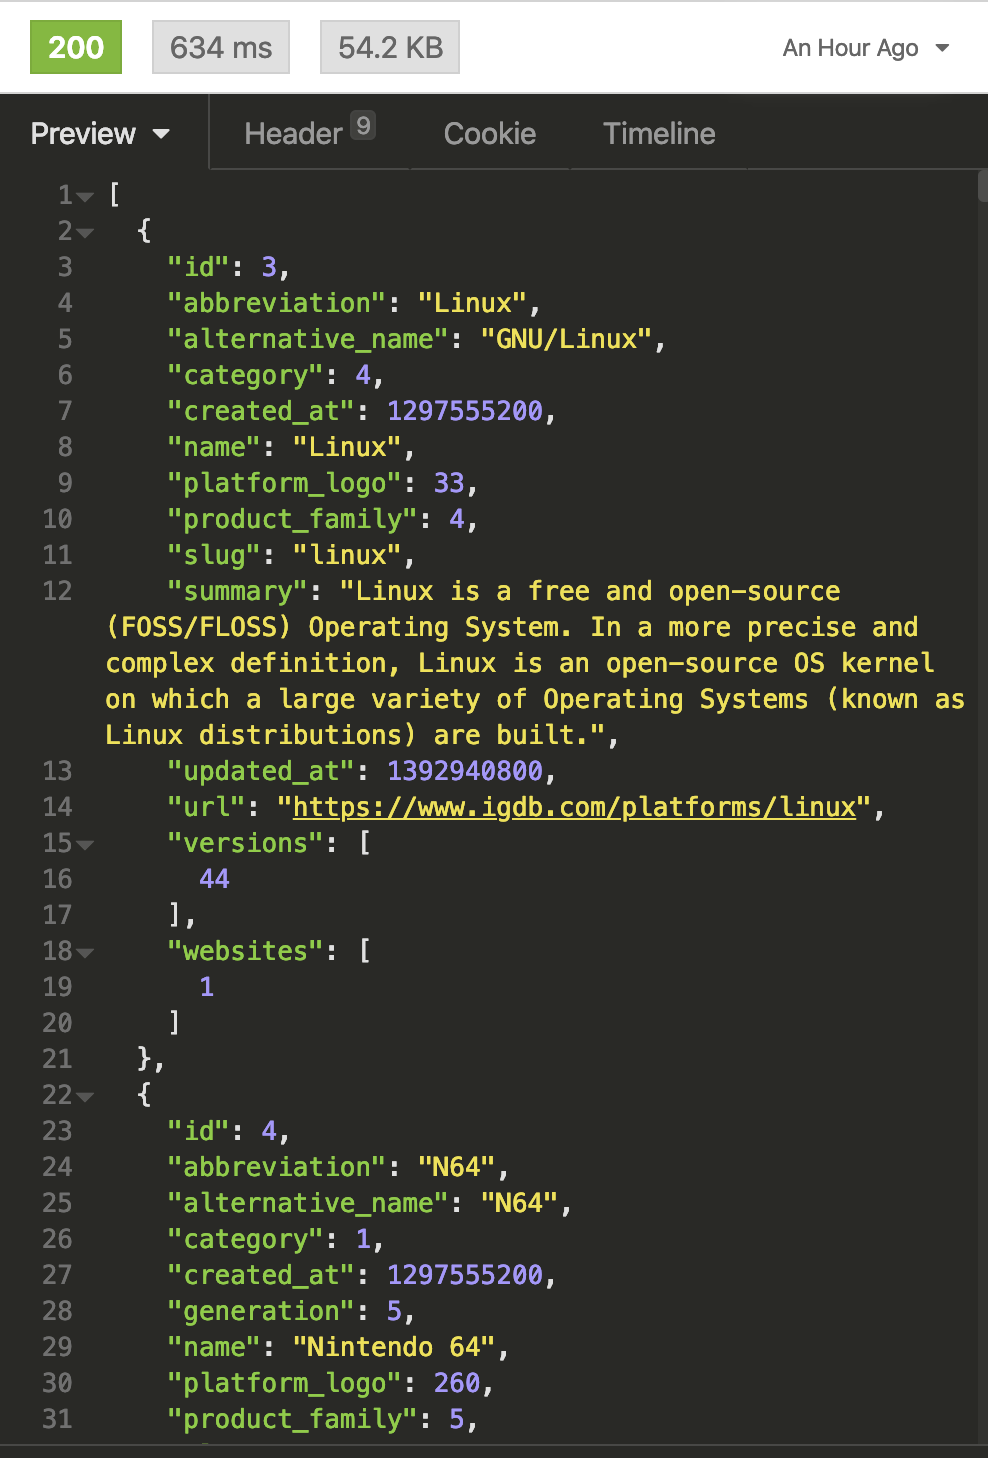 200 634 ms 54.2 KB An Hour Ago
Preview Header 9 Cookie Timeline
1 [
2 {
3 "id": 3,
4 "abbreviation": "Linux",
5 "alternative_name": "GNU/Linux",
6 "category": 4,
7 "created_at": 1297555200,
8 "name": "Linux",
9 "platform_logo": 33,
10 "product_family": 4,
11 "slug": "linux",
12 "summary": "Linux is a free and open-source
(FOSS/FLOSS) Operating System. In a more precise and
complex definition, Linux is an open-source OS kernel
on which a large variety of Operating Systems (known as
Linux distributions) are built.",
13 "updated_at": 1392940800,
14 "url": "https://www.igdb.com/platforms/linux",
15 "versions": [
16 44
17 ],
18 "websites": [
19 1
20 ]
21 },
22 {
23 "id": 4,
24 "abbreviation": "N64",
25 "alternative_name": "N64",
26 "category": 1,
27 "created_at": 1297555200,
28 "generation": 5,
29 "name": "Nintendo 64",
30 "platform_logo": 260,
31 "product_family": 5,